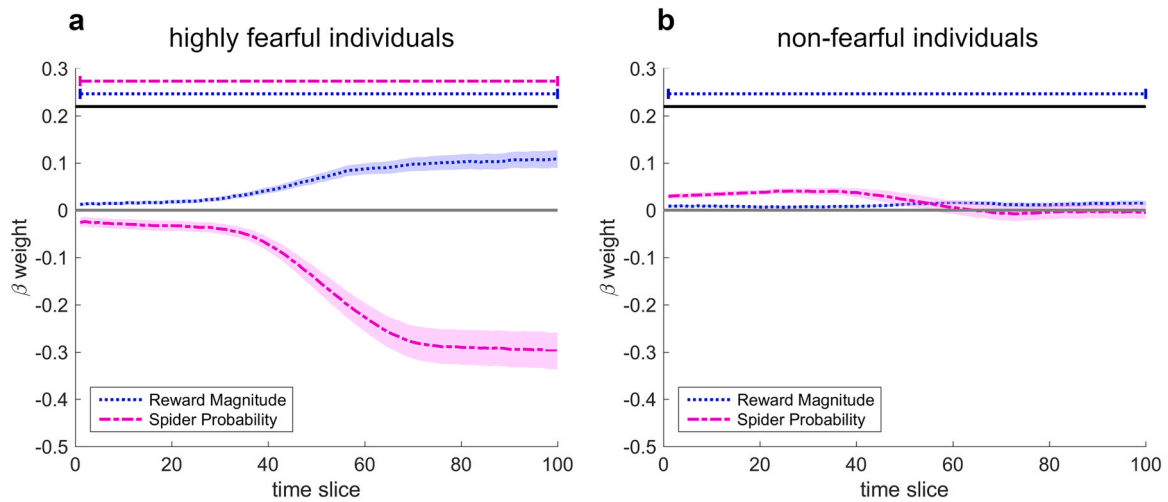 a
highly fearful individuals
0.3
0.2
0.1
0
-0.1
-0.2
-0.3
-0.4
-0.5
β weight
Reward Magnitude
Spider Probability
0 20 40 60 80 100
time slice
b
non-fearful individuals
0.3
0.2
0.1
0
-0.1
-0.2
-0.3
-0.4
-0.5
β weight
Reward Magnitude
Spider Probability
0 20 40 60 80 100
time slice